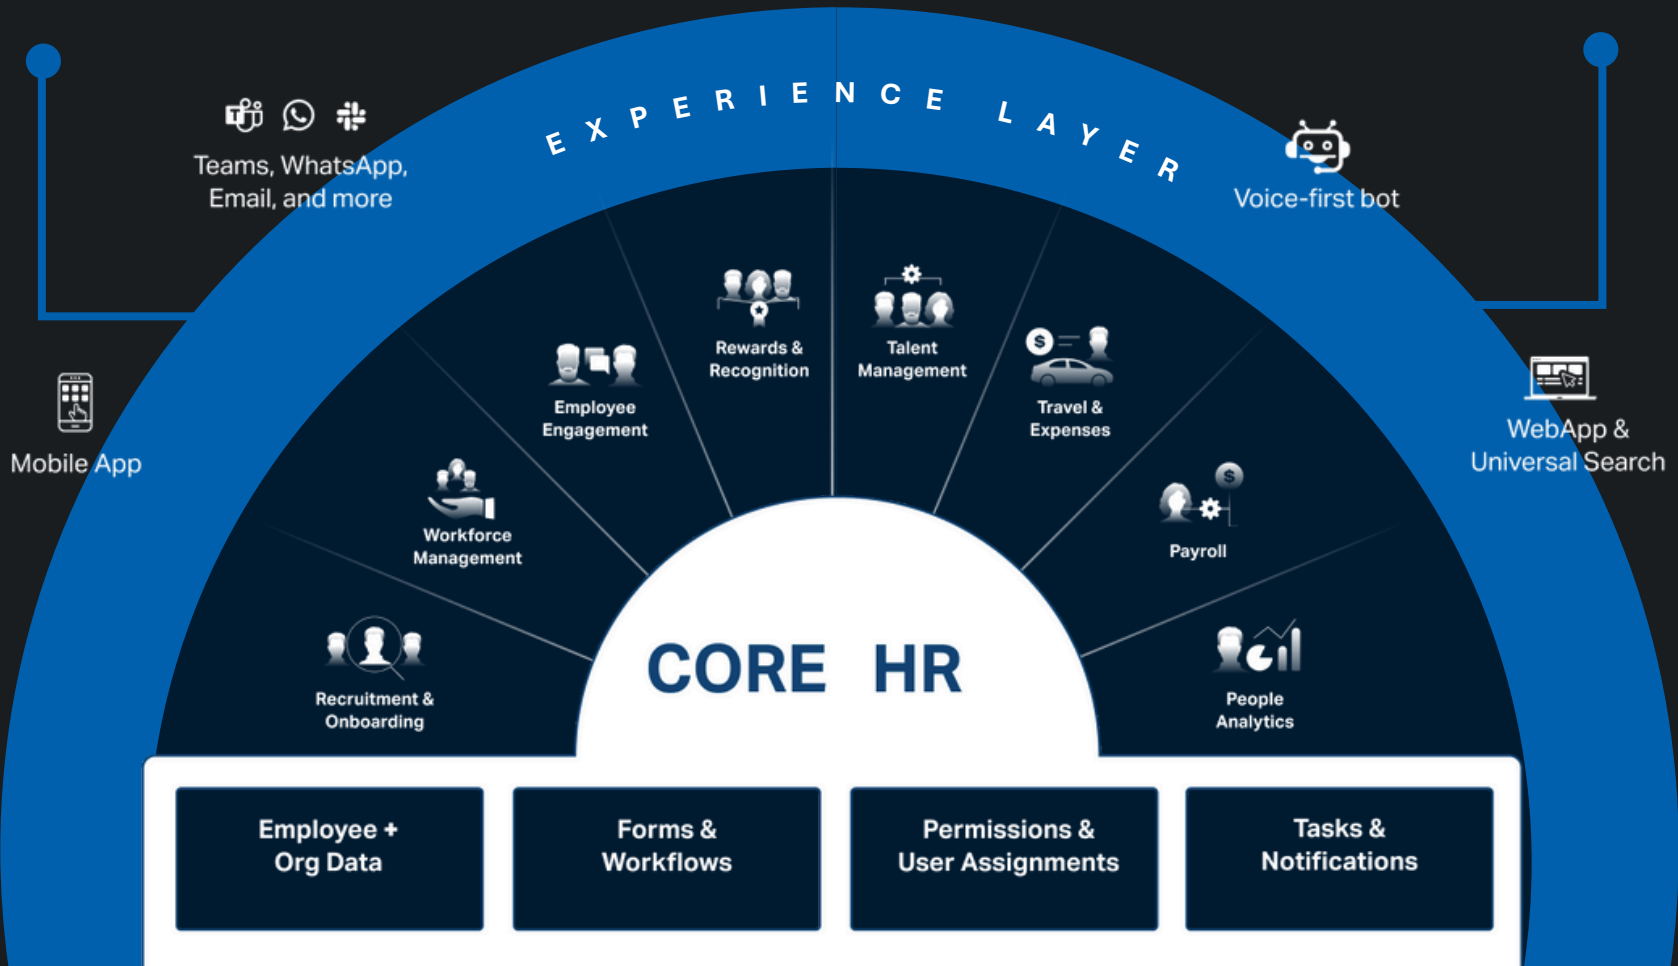 EXPERIENCE LAYER
Teams, WhatsApp,
Email, and more
Voice-first bot
Mobile App
WebApp &
Universal Search
Recruitment &
Onboarding
Workforce
Management
Employee
Engagement
Rewards &
Recognition
Talent
Management
Travel &
Expenses
Payroll
People
Analytics
CORE HR
Employee +
Org Data
Forms &
Workflows
Permissions &
User Assignments
Tasks &
Notifications